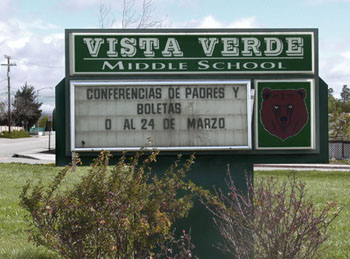 VISTA VERDE
MIDDLE SCHOOL
CONFERENCIAS DE PADRES Y
BOLETAS
0 AL 24 DE MARZO